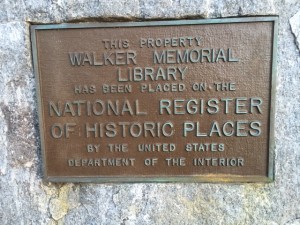 THIS PROPERTY
WALKER MEMORIAL
LIBRARY
HAS BEEN PLACED ON THE
NATIONAL REGISTER
OF HISTORIC PLACES
BY THE UNITED STATES
DEPARTMENT OF THE INTERIOR